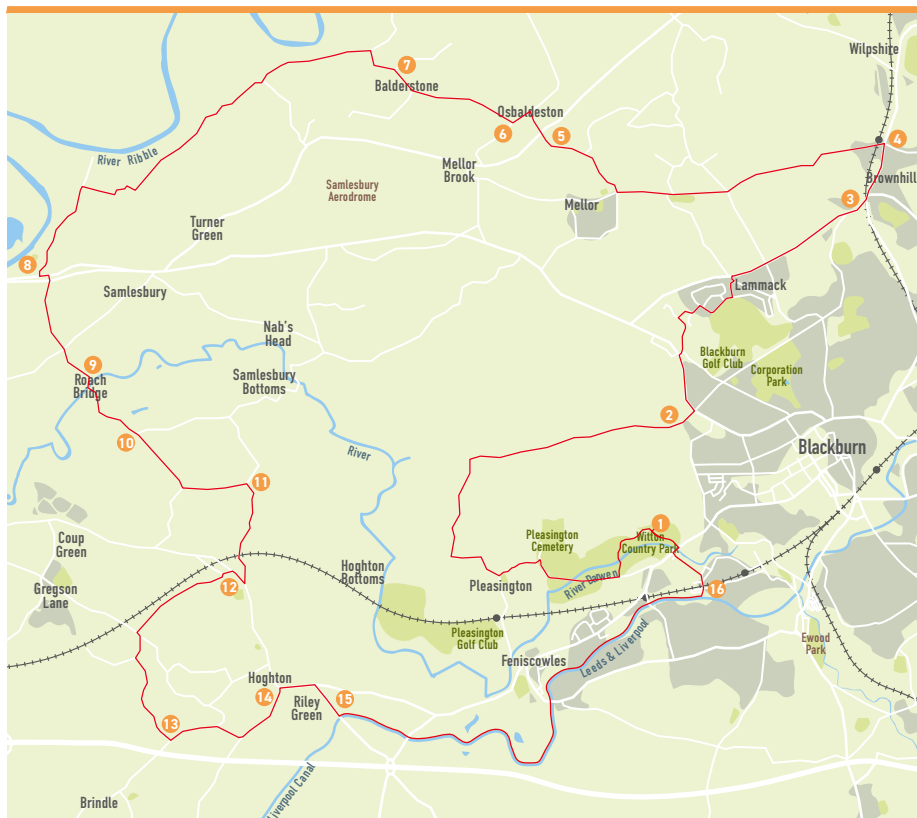 Wilpshire
7
Balderstone
Osbaldeston
6
5
4
River Ribble
Mellor
Brook
Brownhill
Samlesbury
Aerodrome
3
Mellor
Turner
Green
8
Lammack
Samlesbury
Nab's
Head
Blackburn
Golf Club
9
Roach
Bridge
Samlesbury
Bottoms
Corporation
Park
2
10
River
Blackburn
11
1
Witton
Country Park
Pleasington
Cemetery
Coup
Green
Hoghton
Bottoms
River Darwen
12
Gregson
Lane
Pleasington
16
Pleasington
Golf Club
Ewood
Park
Feniscowles
Leeds & Liverpool
Hoghton
14
Riley
Green
15
13
Liverpool Canal
Brindle